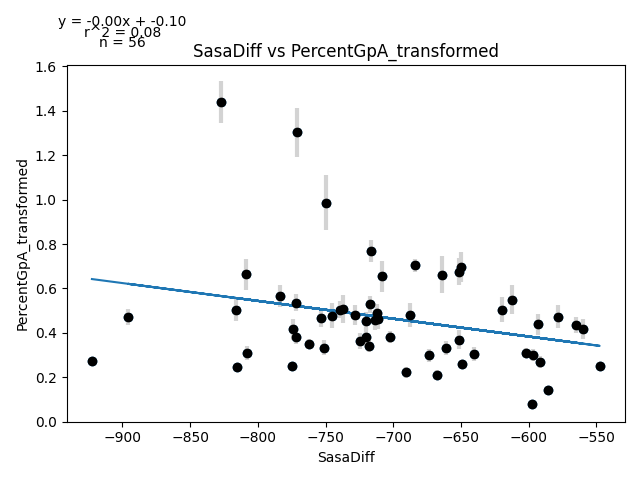 y = -0.00x + -0.10
r^2 = 0.08
n = 56
SasaDiff vs PercentGpA_transformed
1.6
1.4
1.2
1.0
0.8
0.6
0.4
0.2
0.0
PercentGpA_transformed
−900
−850
−800
−750
−700
−650
−600
−550
SasaDiff